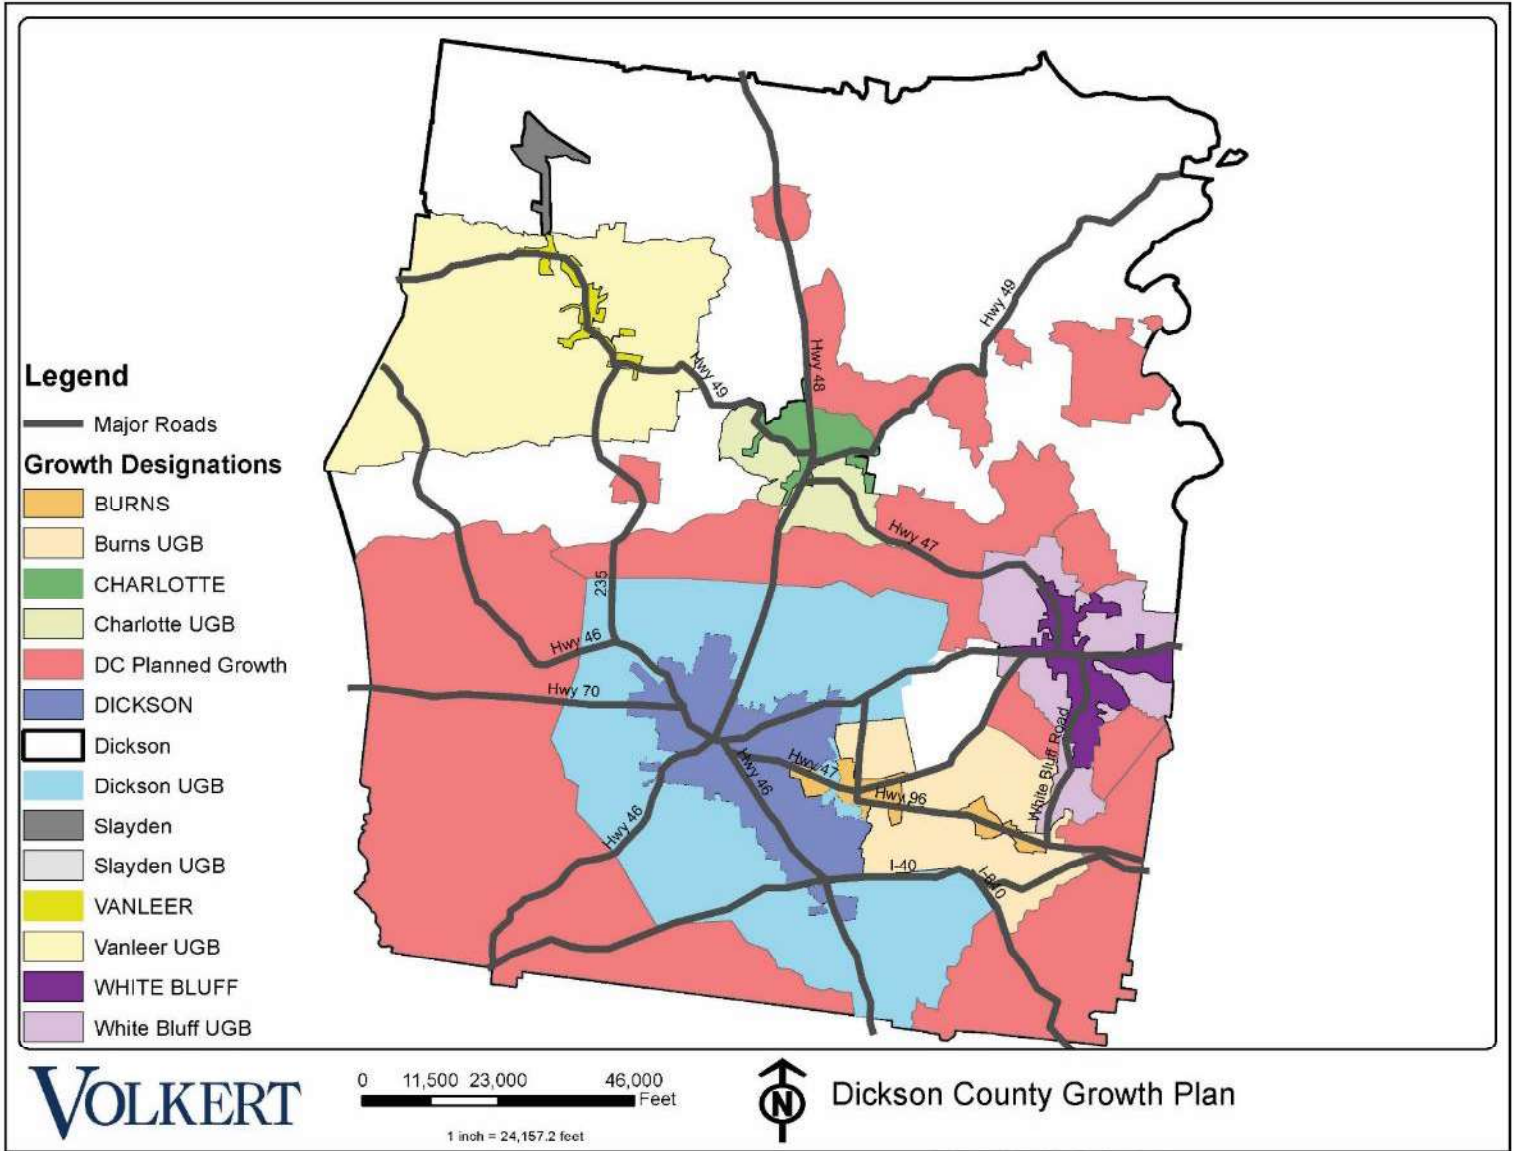 Hwy 49
Hwy 48
Hwy 49
Hwy 47
235
Hwy 46
Hwy 70
White Bluff Road
Hwy 47
Hwy 46
Hwy 96
Hwy 46
I-40
I-840
Legend
Major Roads
Growth Designations
BURNS
Burns UGB
CHARLOTTE
Charlotte UGB
DC Planned Growth
DICKSON
Dickson
Dickson UGB
Slayden
Slayden UGB
VANLEER
Vanleer UGB
WHITE BLUFF
White Bluff UGB
VOLKERT
0 11,500 23,000 46,000
Feet
1 inch = 24,157.2 feet
N
Dickson County Growth Plan